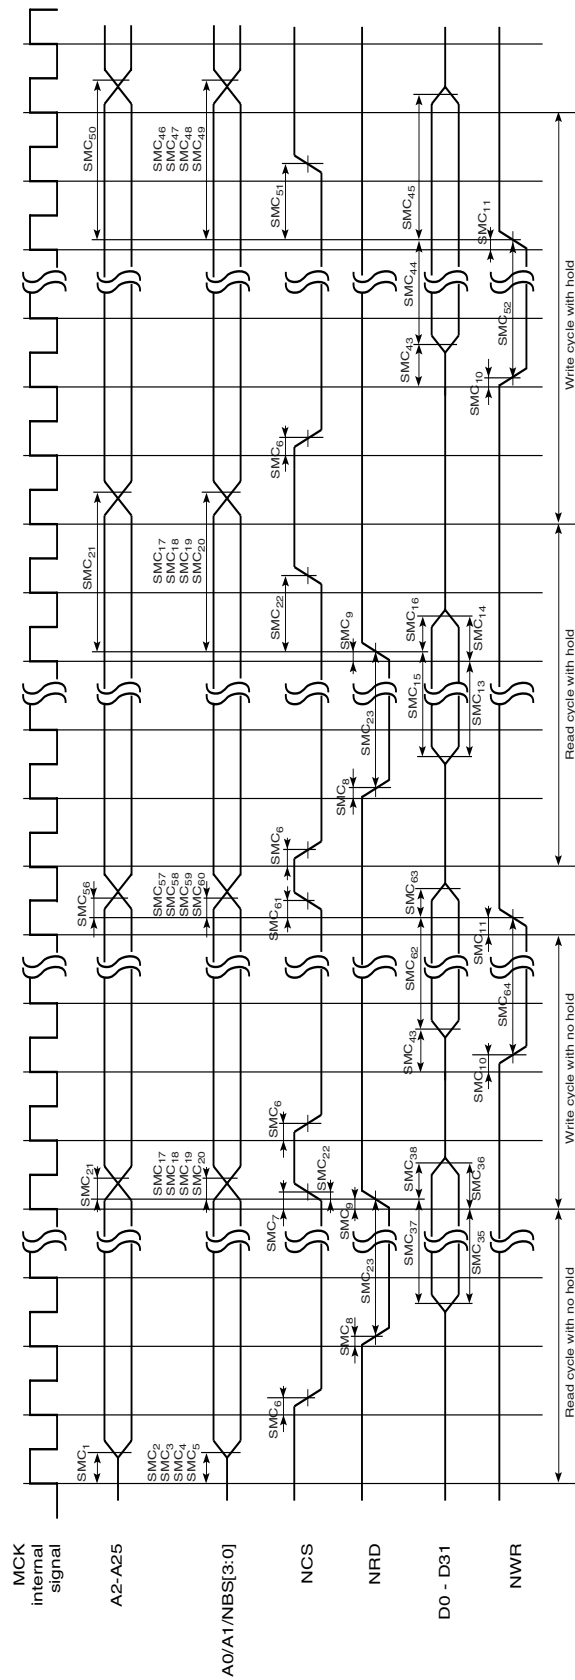 MCK
internal
signal
A2-A25
SMC1
SMC21
SMC56
SMC21
SMC50
A0/A1/NBS[3:0]
SMC2
SMC3
SMC4
SMC5
SMC17
SMC18
SMC19
SMC20
SMC57
SMC58
SMC59
SMC60
SMC17
SMC18
SMC19
SMC20
SMC46
SMC47
SMC48
SMC49
NCS
SMC6
SMC7
SMC22
SMC6
SMC61
SMC6
SMC22
SMC6
SMC51
NRD
SMC8
SMC23
SMC9
SMC8
SMC23
SMC9
D0 - D31
SMC37
SMC38
SMC35
SMC36
SMC43
SMC62
SMC63
SMC15
SMC16
SMC13
SMC14
SMC43
SMC44
SMC45
NWR
SMC10
SMC64
SMC11
SMC10
SMC52
SMC11
Read cycle with no hold
Write cycle with no hold
Read cycle with hold
Write cycle with hold